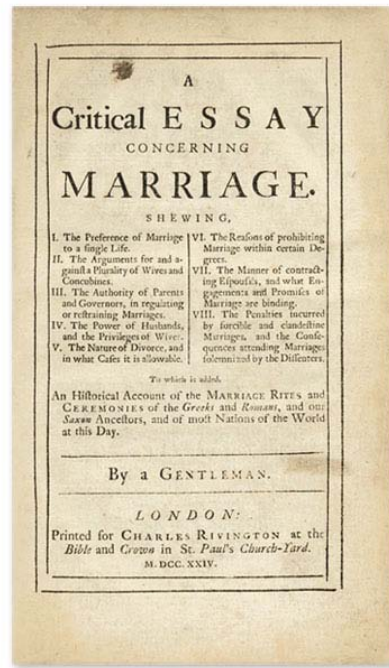 A
Critical ESSAY
CONCERNING
MARRIAGE.
SHEWING,
I. The Preference of Marriage
to a single Life.
II. The Arguments for and a-
gainst a Plurality of Wives and
Concubines.
III. The Authority of Parents
and Governors, in regulating
or restraining Marriages.
IV. The Power of Husbands,
and the Privileges of Wives.
V. The Nature of Divorce, and
in what Cases it is allowable.
VI. The Reasons of prohibiting
Marriage within certain De-
grees.
VII. The Manner of contract-
ing Espousals, and what En-
gagements and Promises of
Marriage are binding.
VIII. The Penalties incurred
by forcible and clandestine
Marriages, and the Conse-
quences attending Marriages
solemnized by the Dissenters.
To which is added,
An Historical Account of the MARRIAGE RITES and
CEREMONIES of the Greeks and Romans, and our
Saxon Ancestors, and of most Nations of the World
at this Day.
By a GENTLEMAN.
LONDON:
Printed for CHARLES RIVINGTON at the
Bible and Crown in St. Paul's Church-Yard.
M.DCC.XXIV.